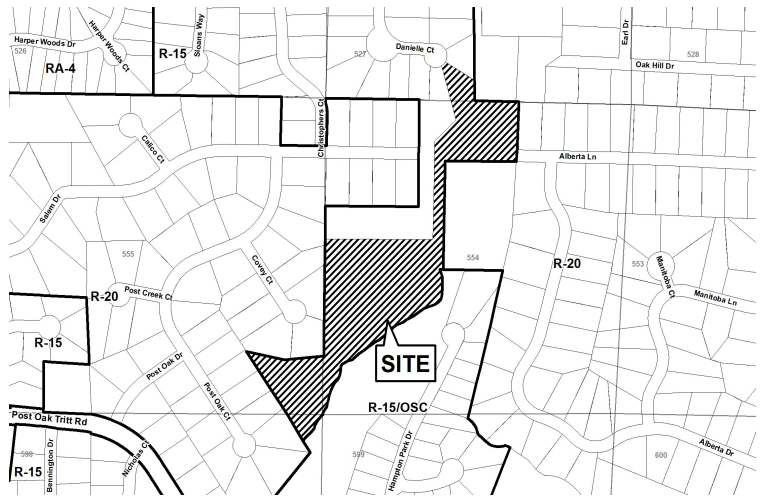 Harper Woods Dr
Harper Woods Ct
526
RA-4
R-15
Sloans Way
527
Danielle Ct
Earl Dr
528
Oak Hill Dr
Calico Ct
Christophers Ct
Alberta Ln
Salem Dr
555
Covey Ct
554
R-20
553
Manitoba Ct
Manitoba Ln
Post Creek Ct
R-20
R-15
Post Oak Dr
SITE
Post Oak Ct
R-15/OSC
Post Oak Tritt Rd
Hampton Park Dr
Alberta Dr
R-15
598
Bennington Dr
Nicholas Ct
599
600